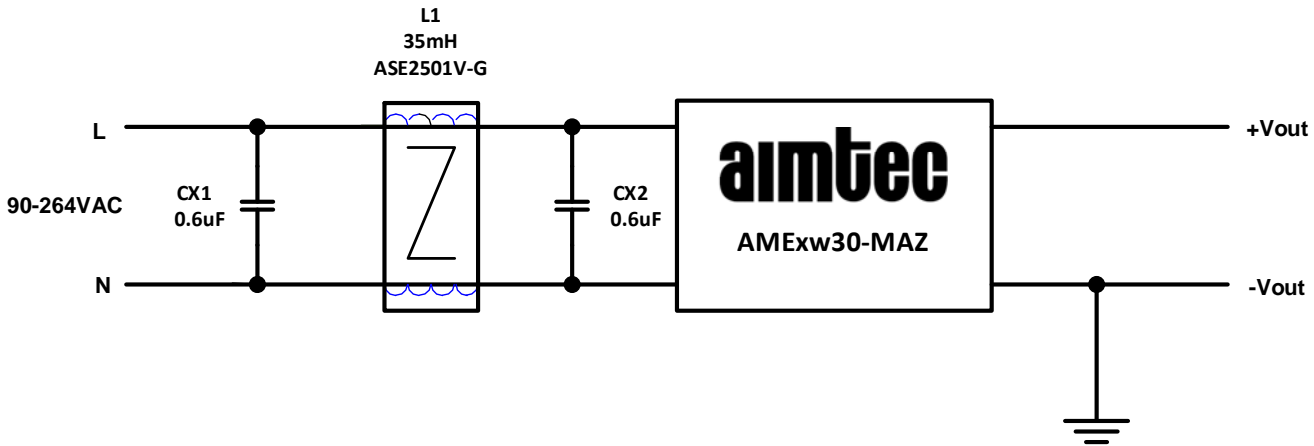 L1
35mH
ASE2501V-G
L
CX1
0.6uF
90-264VAC
CX2
0.6uF
N
aimtec
AMExw30-MAZ
+Vout
-Vout